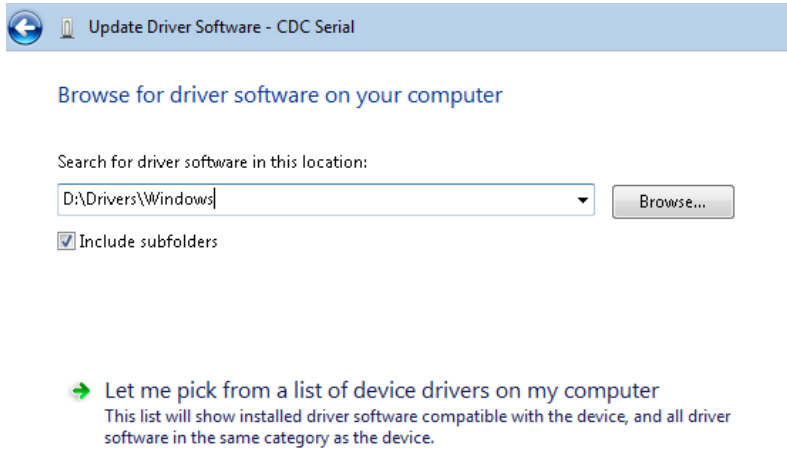 Update Driver Software - CDC Serial
Browse for driver software on your computer
Search for driver software in this location:
D:\Drivers\Windows
Browse...
Include subfolders
Let me pick from a list of device drivers on my computer
This list will show installed driver software compatible with the device, and all driver
software in the same category as the device.